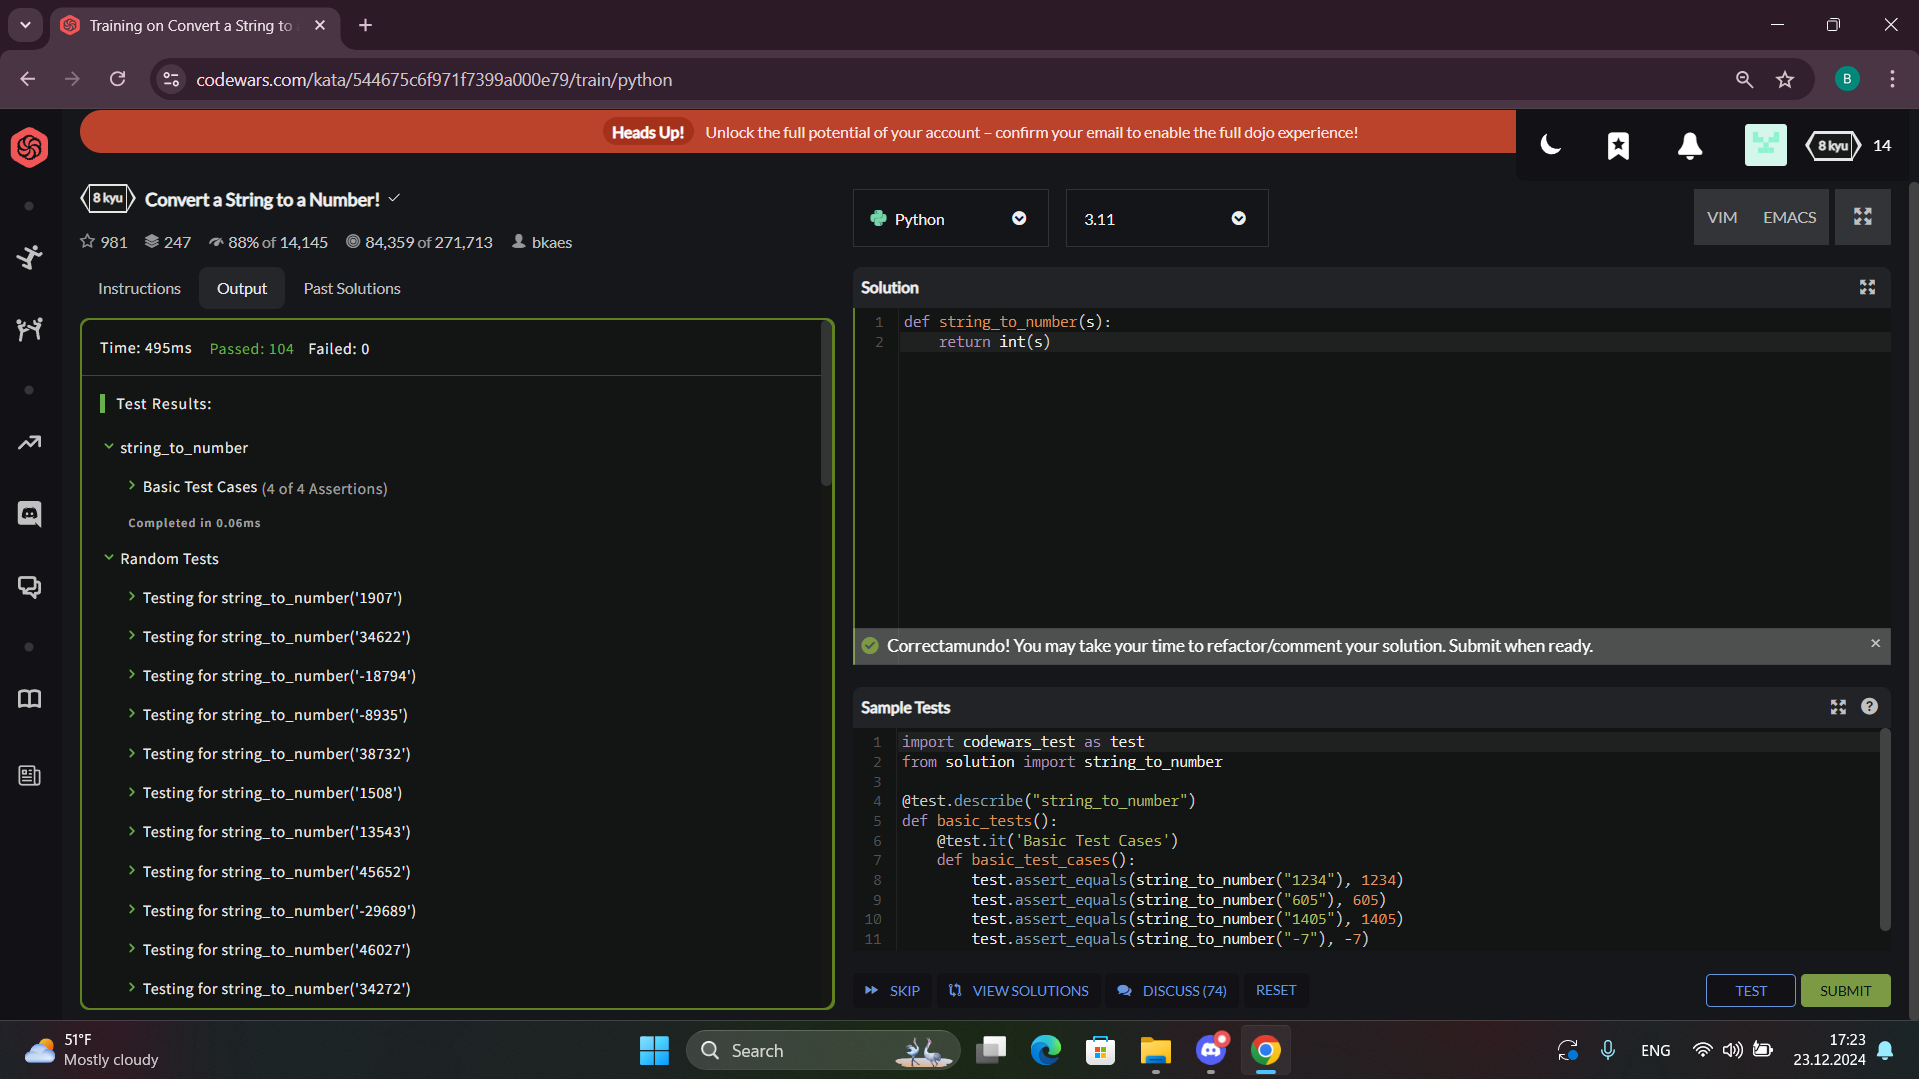 Training on Convert a String to
codewars.com/kata/544675c6f971f7399a000e79/train/python
B
Heads Up! Unlock the full potential of your account – confirm your email to enable the full dojo experience!
8 kyu 14
8 kyu Convert a String to a Number!
981 247 88% of 14,145 84,359 of 271,713 bkaes
Python
3.11
VIM EMACS
Instructions Output Past Solutions
Time: 495ms Passed: 104 Failed: 0
Test Results:
string_to_number
Basic Test Cases (4 of 4 Assertions)
Completed in 0.06ms
Random Tests
Testing for string_to_number('1907')
Testing for string_to_number('34622')
Testing for string_to_number('-18794')
Testing for string_to_number('-8935')
Testing for string_to_number('38732')
Testing for string_to_number('1508')
Testing for string_to_number('13543')
Testing for string_to_number('45652')
Testing for string_to_number('-29689')
Testing for string_to_number('46027')
Testing for string_to_number('34272')
Solution
1 def string_to_number(s):
2 return int(s)
Correctamundo! You may take your time to refactor/comment your solution. Submit when ready.
Sample Tests
1 import codewars_test as test
2 from solution import string_to_number
3
4 @test.describe("string_to_number")
5 def basic_tests():
6 @test.it('Basic Test Cases')
7 def basic_test_cases():
8 test.assert_equals(string_to_number("1234"), 1234)
9 test.assert_equals(string_to_number("605"), 605)
10 test.assert_equals(string_to_number("1405"), 1405)
11 test.assert_equals(string_to_number("-7"), -7)
SKIP VIEW SOLUTIONS DISCUSS (74) RESET TEST SUBMIT
51°F
Mostly cloudy
Search
ENG
17:23
23.12.2024